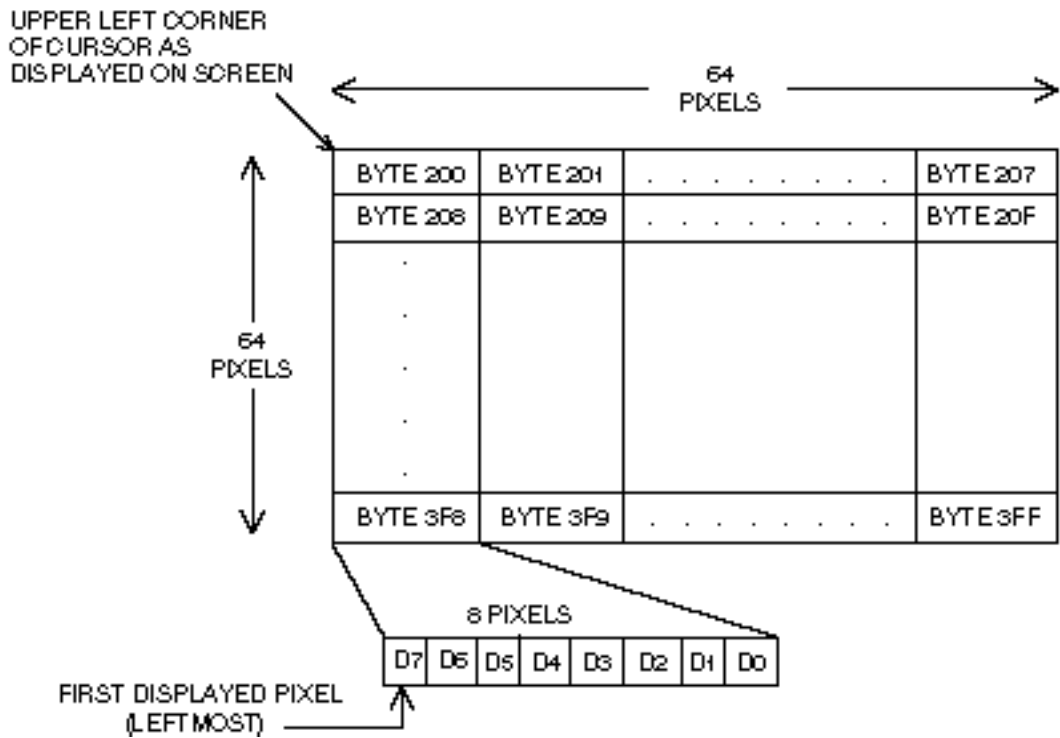 UPPER LEFT CORNER
OF CURSOR AS
DISPLAYED ON SCREEN
64
PIXELS
BYTE 200 BYTE 201 . . . . . . . . BYTE 207
BYTE 208 BYTE 209 . . . . . . . . BYTE 20F
.
.
64
PIXELS
.
.
.
BYTE 3F8 BYTE 3F9 . . . . . . . . BYTE 3FF
8 PIXELS
D7 D6 D5 D4 D3 D2 D1 D0
FIRST DISPLAYED PIXEL
(LEFTMOST)